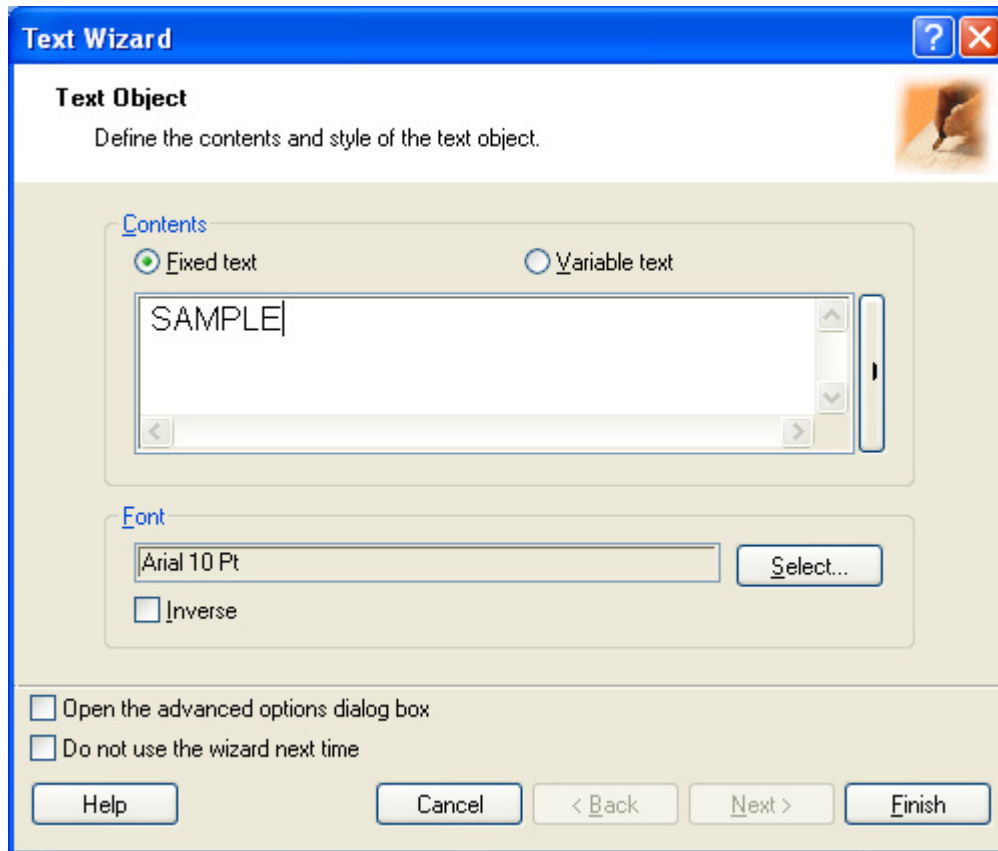 Text Wizard
Text Object
Define the contents and style of the text object.
Contents
Fixed text Variable text
SAMPLE
Font
Arial 10 Pt Select...
Inverse
Open the advanced options dialog box
Do not use the wizard next time
Help Cancel < Back Next > Finish